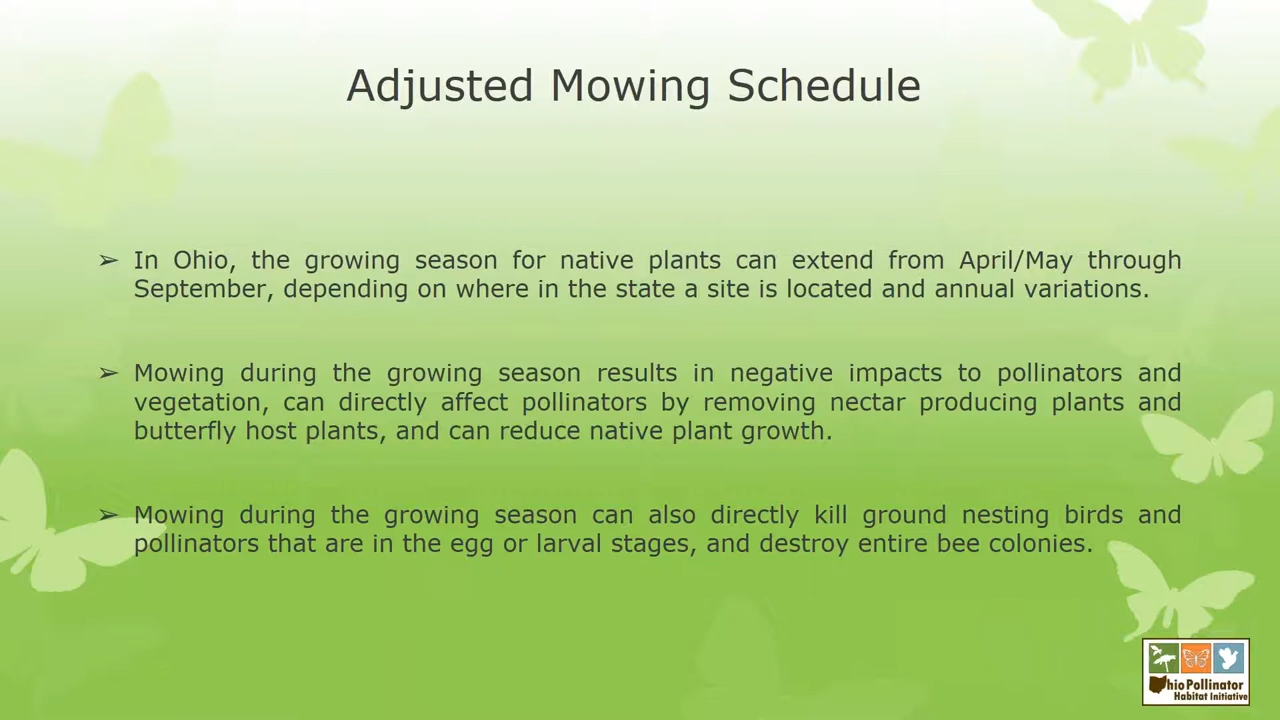 Adjusted Mowing Schedule
➢ In Ohio, the growing season for native plants can extend from April/May through
September, depending on where in the state a site is located and annual variations.
➢ Mowing during the growing season results in negative impacts to pollinators and
vegetation, can directly affect pollinators by removing nectar producing plants and
butterfly host plants, and can reduce native plant growth.
➢ Mowing during the growing season can also directly kill ground nesting birds and
pollinators that are in the egg or larval stages, and destroy entire bee colonies.
Ohio Pollinator
Habitat Initiative